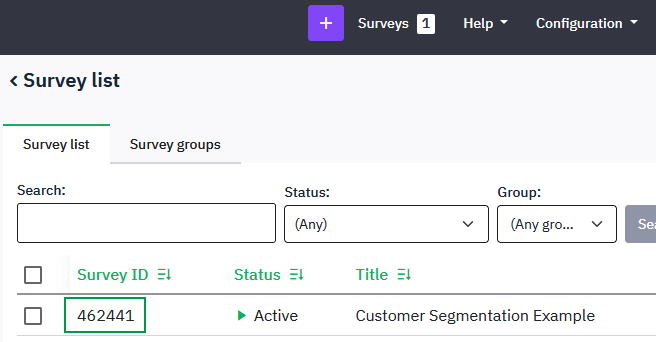 + Surveys 1 Help Configuration
Survey list
Survey list Survey groups
Search: Status: Group:
(Any) (Any gro...
Survey ID Status Title
462441 Active Customer Segmentation Example